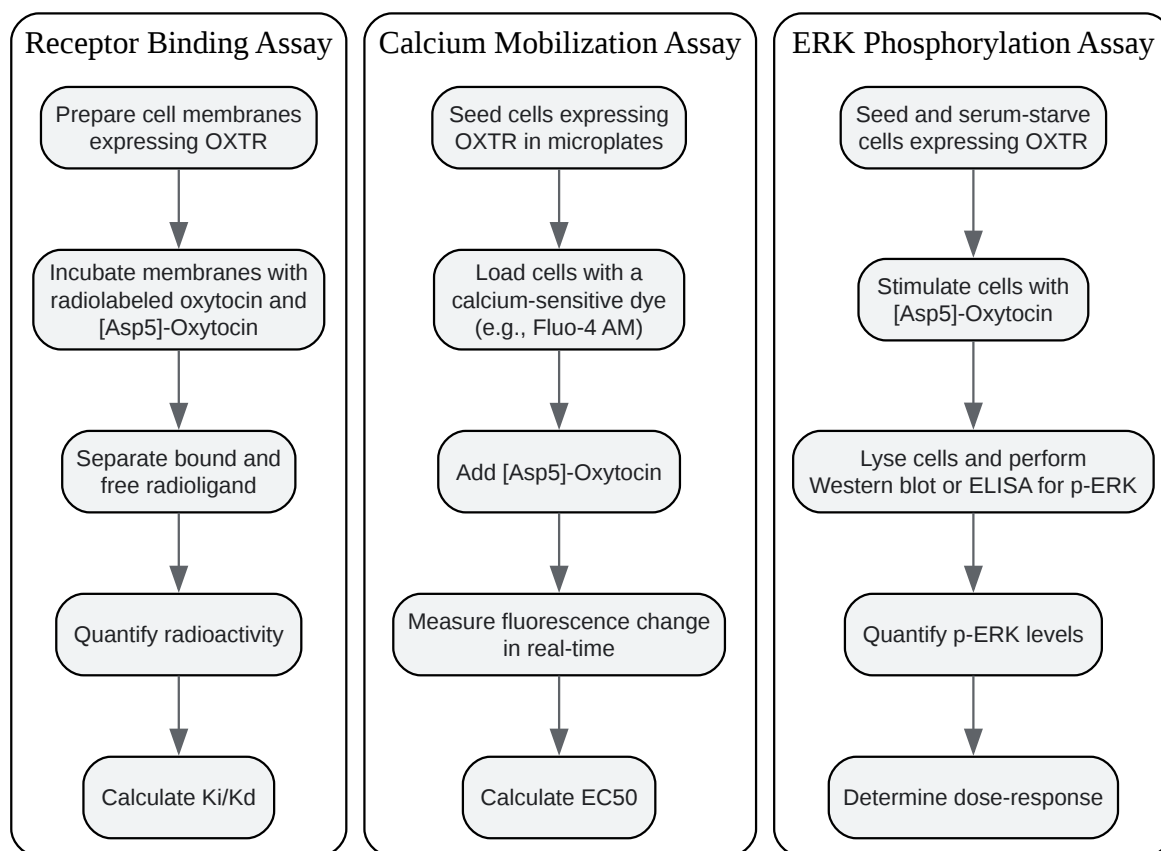 Receptor Binding Assay
Prepare cell membranes
expressing OXTR
Incubate membranes with
radiolabeled oxytocin and
[Asp5]-Oxytocin
Separate bound and
free radioligand
Quantify radioactivity
Calculate Ki/Kd
Calcium Mobilization Assay
Seed cells expressing
OXTR in microplates
Load cells with a
calcium-sensitive dye
(e.g., Fluo-4 AM)
Add [Asp5]-Oxytocin
Measure fluorescence change
in real-time
Calculate EC50
ERK Phosphorylation Assay
Seed and serum-starve
cells expressing OXTR
Stimulate cells with
[Asp5]-Oxytocin
Lyse cells and perform
Western blot or ELISA for p-ERK
Quantify p-ERK levels
Determine dose-response